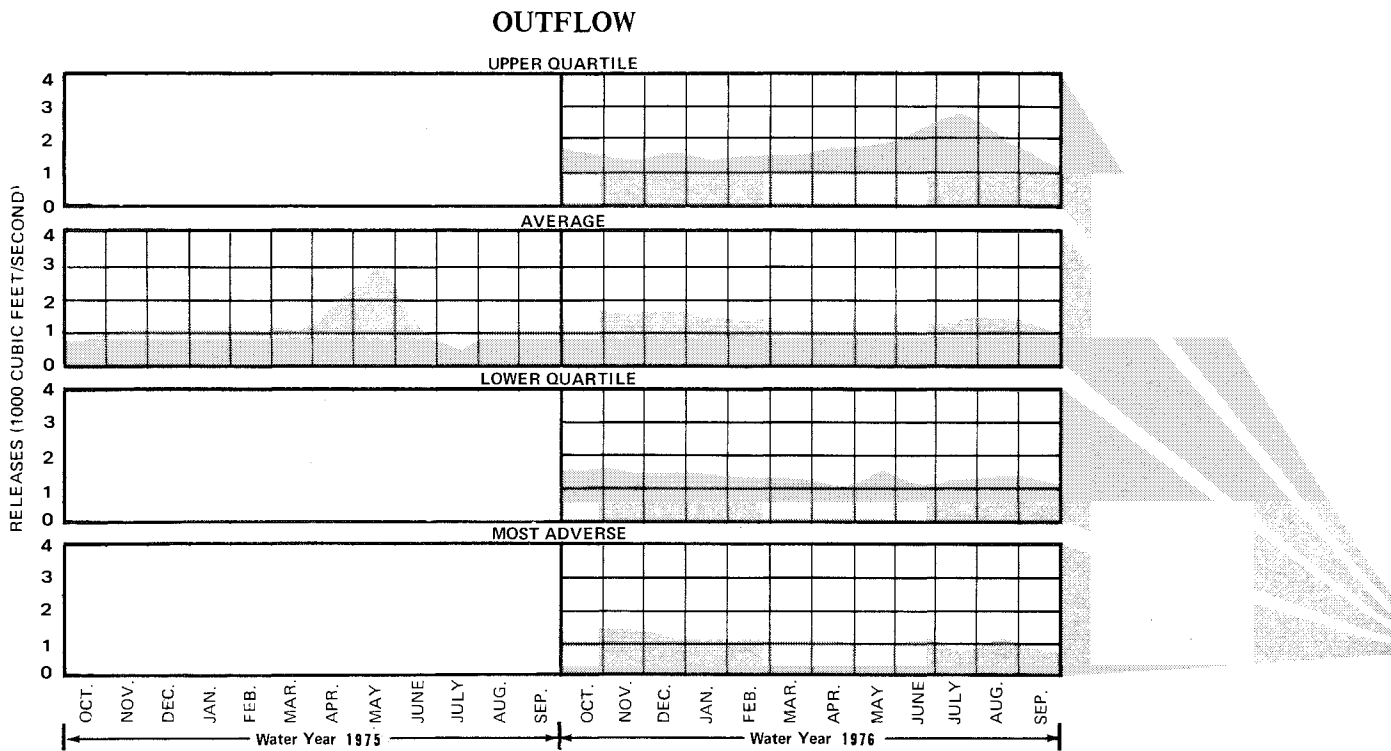 OUTFLOW
UPPER QUARTILE
4
3
2
1
0
AVERAGE
4
3
2
1
0
LOWER QUARTILE
4
3
2
1
0
MOST ADVERSE
4
3
2
1
0
RELEASES (1000 CUBIC FEET/SECOND)
OCT. NOV. DEC. JAN. FEB. MAR. APR. MAY JUNE JULY AUG. SEP. OCT. NOV. DEC. JAN. FEB. MAR. APR. MAY JUNE JULY AUG. SEP.
Water Year 1975 Water Year 1976